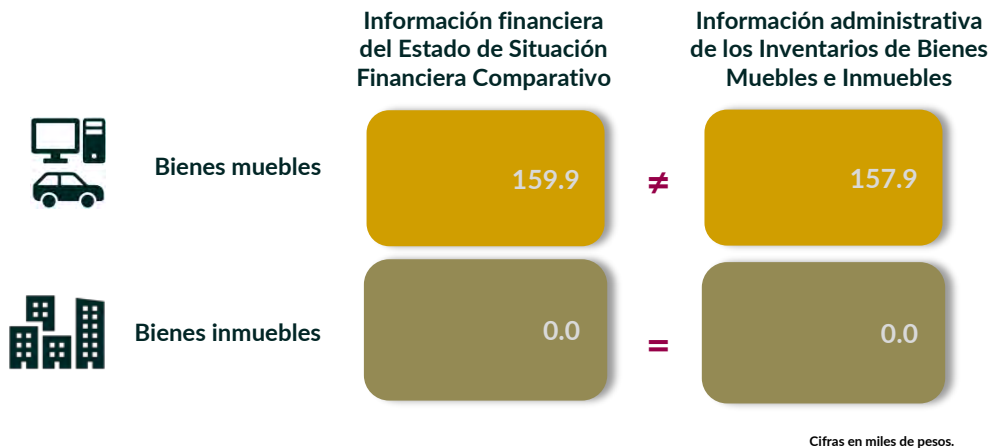 Información financiera
del Estado de Situación
Financiera Comparativo
Información administrativa
de los Inventarios de Bienes
Muebles e Inmuebles
Bienes muebles
159.9
≠
157.9
Bienes inmuebles
0.0
=
0.0
Cifras en miles de pesos.